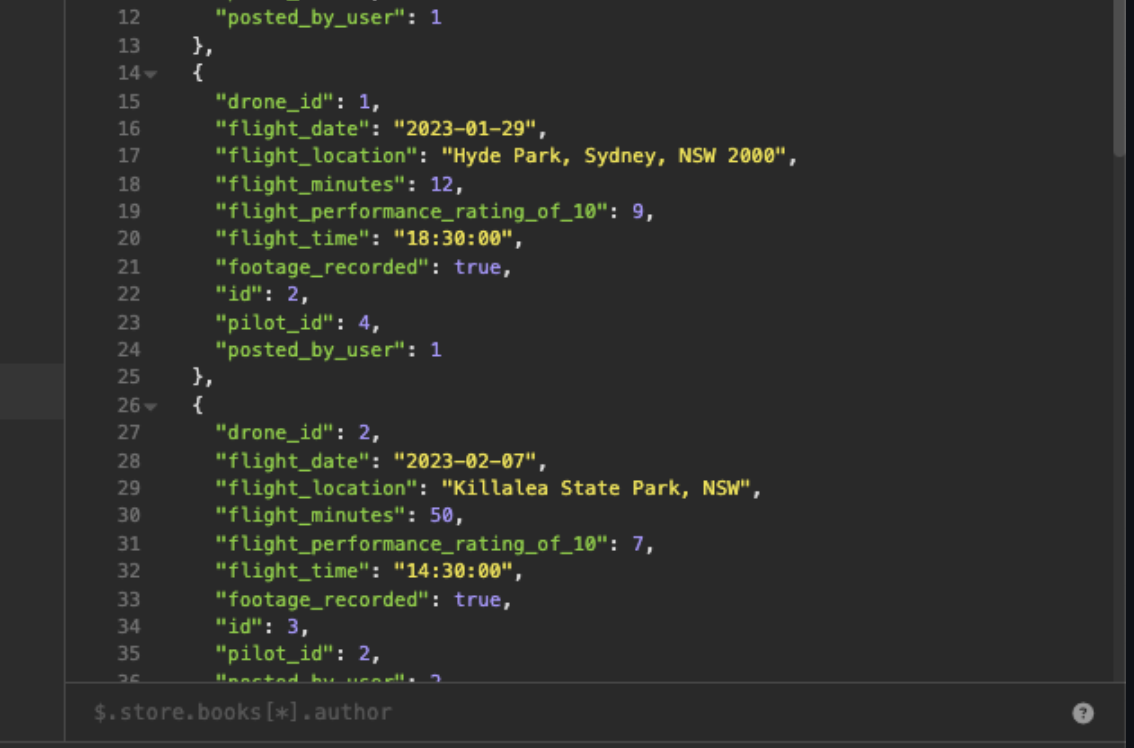 12 "posted_by_user": 1
13 },
14 {
15 "drone_id": 1,
16 "flight_date": "2023-01-29",
17 "flight_location": "Hyde Park, Sydney, NSW 2000",
18 "flight_minutes": 12,
19 "flight_performance_rating_of_10": 9,
20 "flight_time": "18:30:00",
21 "footage_recorded": true,
22 "id": 2,
23 "pilot_id": 4,
24 "posted_by_user": 1
25 },
26 {
27 "drone_id": 2,
28 "flight_date": "2023-02-07",
29 "flight_location": "Killalea State Park, NSW",
30 "flight_minutes": 50,
31 "flight_performance_rating_of_10": 7,
32 "flight_time": "14:30:00",
33 "footage_recorded": true,
34 "id": 3,
35 "pilot_id": 2,
36 "posted_by_user":
$.store.books[*].author ?